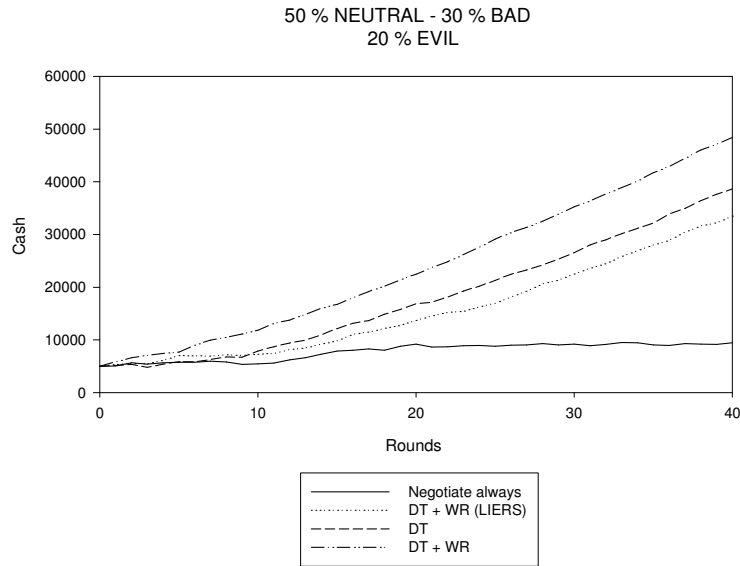 50 % NEUTRAL - 30 % BAD
20 % EVIL
60000
50000
40000
30000
20000
10000
0
Cash
0 10 20 30 40
Rounds
Negotiate always
DT + WR (LIERS)
DT
DT + WR